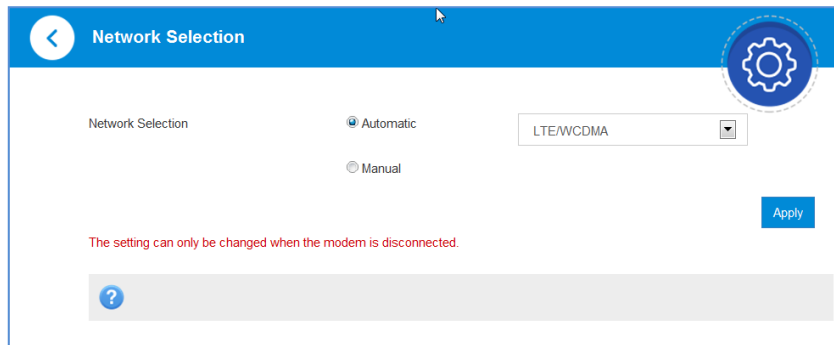 Network Selection
Network Selection
Automatic
LTE/WCDMA
Manual
Apply
The setting can only be changed when the modem is disconnected.
?